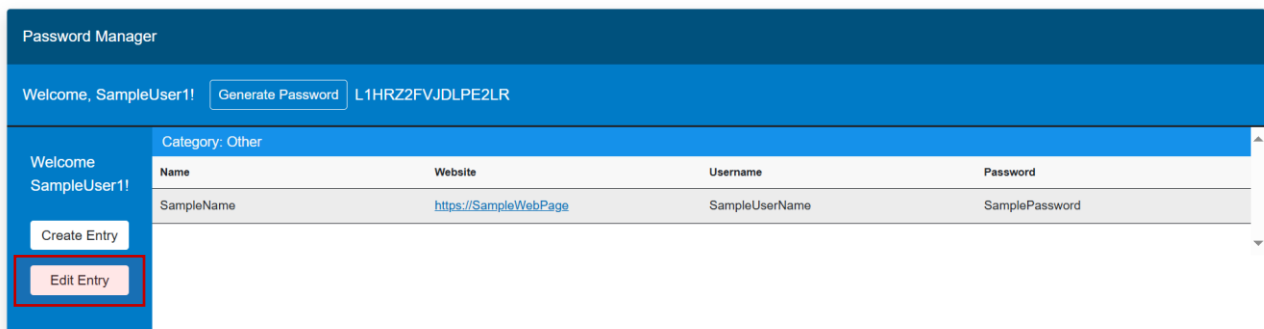 Password Manager
Welcome, SampleUser1! Generate Password L1HRZ2FVJDLPE2LR
Welcome
SampleUser1!
Create Entry
Edit Entry
Category: Other
Name Website Username Password
SampleName https://SampleWebPage SampleUserName SamplePassword